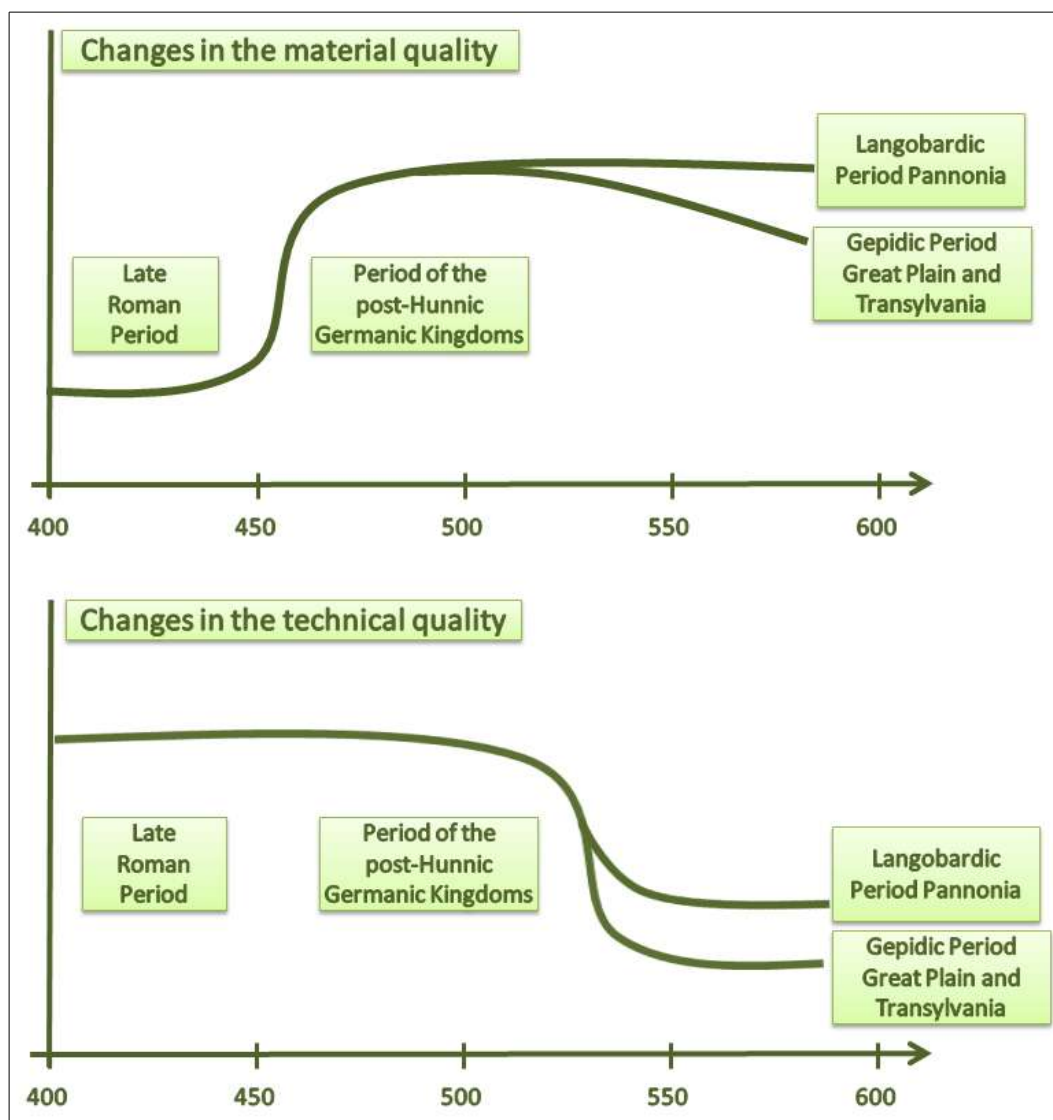 Changes in the material quality
Langobardic
Period Pannonia
Gepidic Period
Great Plain and
Transylvania
Late
Roman
Period
Period of the
post-Hunnic
Germanic Kingdoms
400
450
500
550
600
Changes in the technical quality
Late
Roman
Period
Period of the
post-Hunnic
Germanic Kingdoms
Langobardic
Period Pannonia
Gepidic Period
Great Plain and
Transylvania
400
450
500
550
600